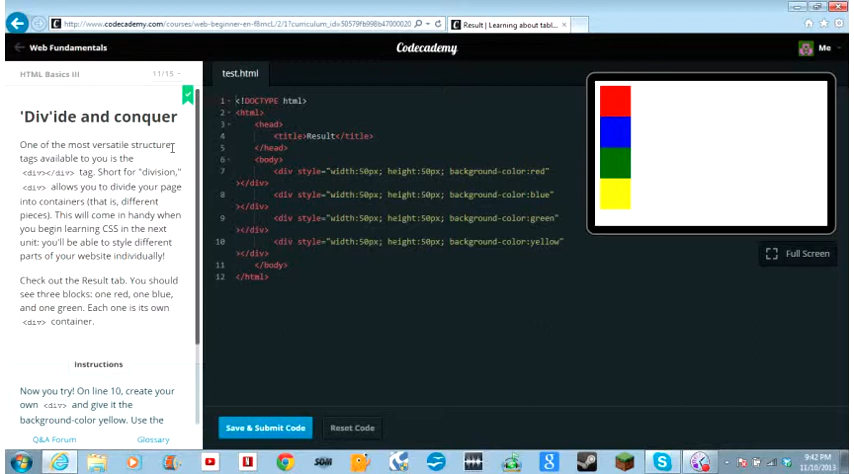 http://www.codecademy.com/courses/web-beginner-en-f8mcL/2/1?curriculum_id=50579fb998b47000020
Result | Learning about tabl...
Web Fundamentals
Codecademy
Me
HTML Basics III
11/15
test.html
'Div'ide and conquer
One of the most versatile structure
tags available to you is the
<div></div> tag. Short for "division,"
<div> allows you to divide your page
into containers (that is, different
pieces). This will come in handy when
you begin learning CSS in the next
unit: you'll be able to style different
parts of your website individually!
Check out the Result tab. You should
see three blocks: one red, one blue,
and one green. Each one is its own
<div> container.
Instructions
Now you try! On line 10, create your
own <div> and give it the
background-color yellow. Use the
Q&A Forum
Glossary
1 <!DOCTYPE html>
2 <html>
3 <head>
4 <title>Result</title>
5 </head>
6 <body>
7 <div style="width:50px; height:50px; background-color:red"
></div>
8 <div style="width:50px; height:50px; background-color:blue"
></div>
9 <div style="width:50px; height:50px; background-color:green"
></div>
10 <div style="width:50px; height:50px; background-color:yellow"
></div>
11 </body>
12 </html>
Full Screen
Save & Submit Code
Reset Code
9:42 PM
11/10/2013